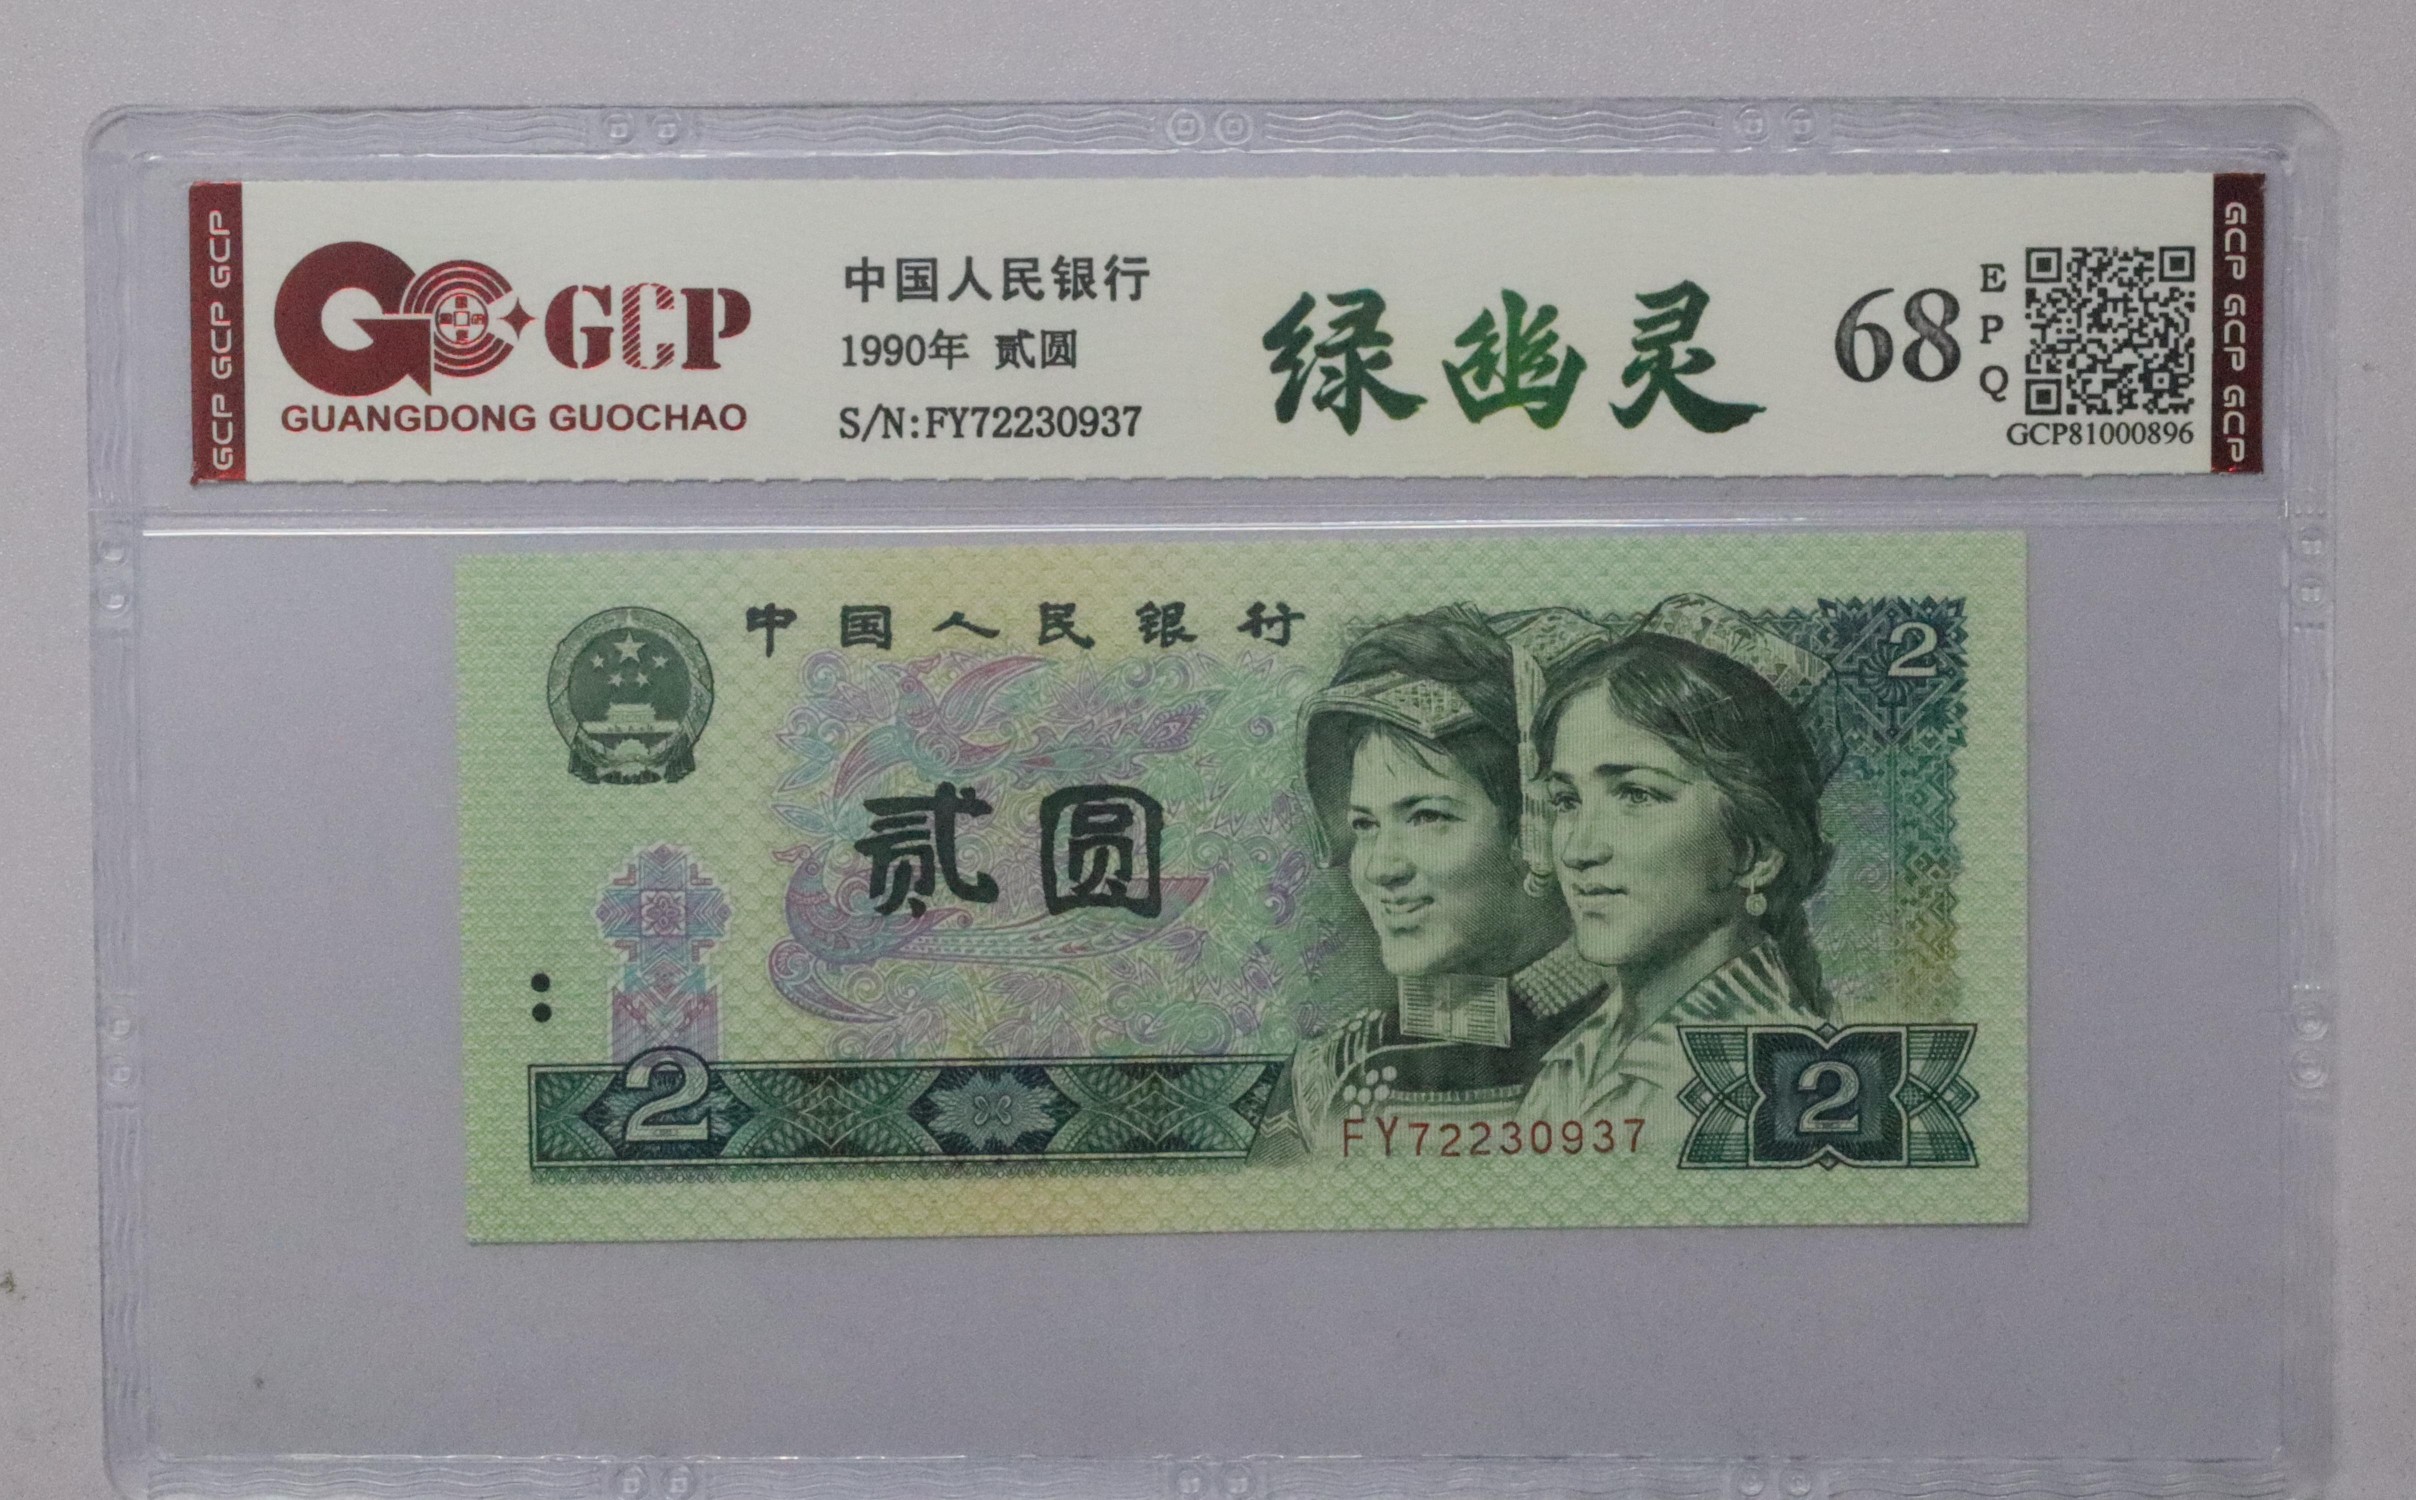 GCP GCP GCP
GCP
GUANGDONG GUOCHAO
中国人民银行
1990年 贰圆
S/N:FY72230937
绿幽灵
68
EPQ
GCP81000896
GCP GCP GCP
中国人民银行
2
贰圆
2
FY72230937
2